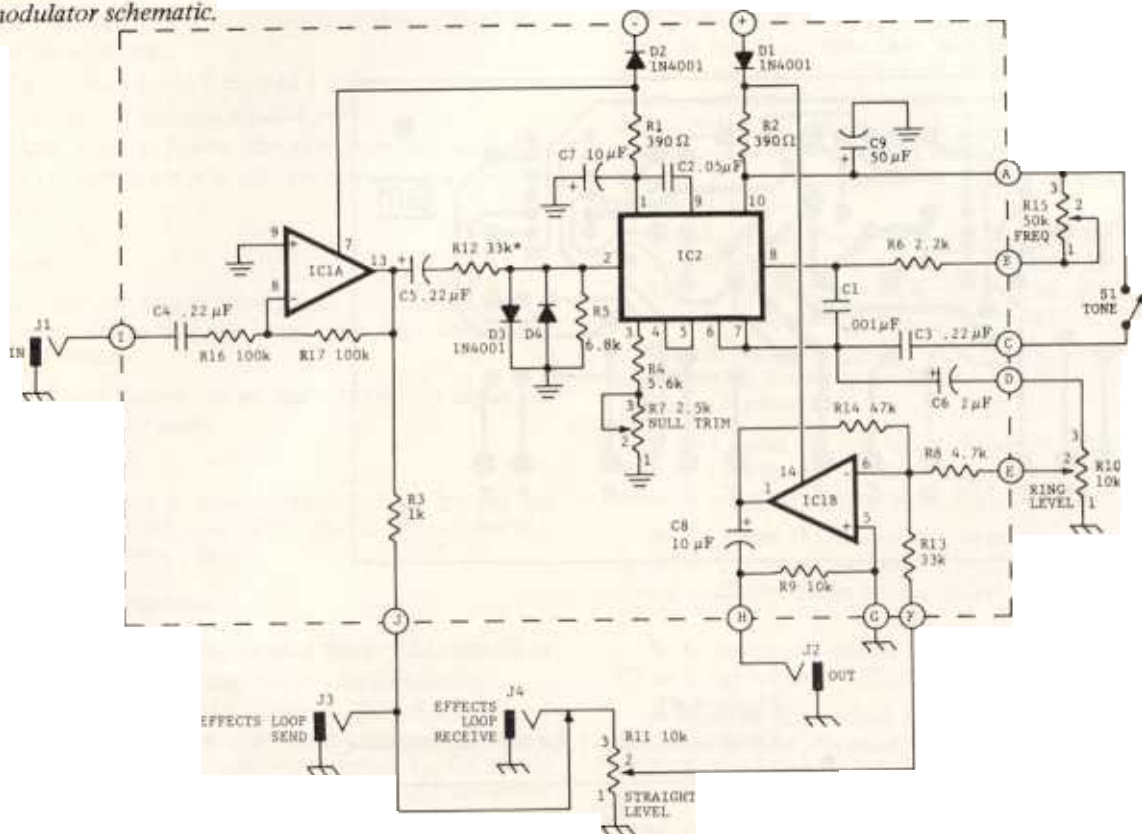 modulator schematic.
-
+
D2
1N4001
D1
1N4001
R1
390Ω
R2
390Ω
C9
+
50µF
C7 10µF
+
C2.05µF
1
9
10
A
3
R15
2
50k
FREQ
1
9
+
7
IC1A
13
8
-
+
C5.22µF
R12 33k*
2
IC2
8
R6 2.2k
B
C1
.001µF
S1
TONE
J1
IN
I
C4 .22µF
R16 100k
R17 100k
D3
1N4001
D4
R5
6.8k
3
4
5
6
7
C3 .22µF
C
R4
5.6k
+
C6 2µF
D
3
R7 2.5k
NULL TRIM
2
1
R14 47k
3
R10
2
10k
1
R8 4.7k
E
RING
LEVEL
14
6
-
1
IC1B
+
5
R3
1k
C8
10µF
+
R9 10k
R13
33k
J
H
G
F
J2
OUT
J3
EFFECTS LOOP
SEND
J4
EFFECTS
LOOP
RECEIVE
R11 10k
3
2
1
STRAIGHT
LEVEL